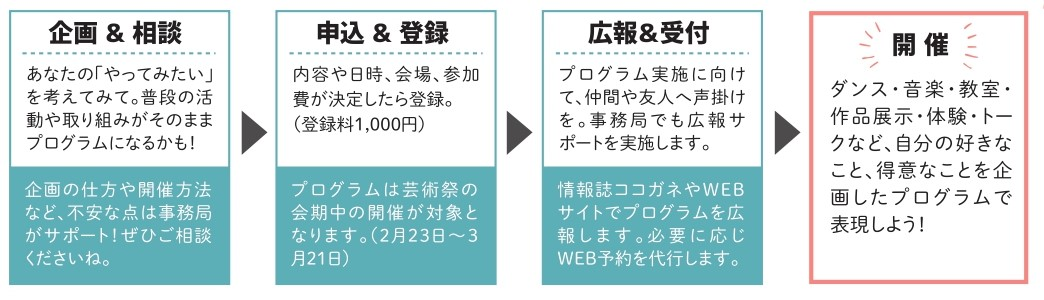 企画 & 相談
あなたの「やってみたい」
を考えてみて。普段の活
動や取り組みがそのまま
プログラムになるかも!
企画の仕方や開催方法
など、不安な点は事務局
がサポート!ぜひご相談
くださいね。
申込 & 登録
内容や日時、会場、参加
費が決定したら登録。
(登録料1,000円)
プログラムは芸術祭の
会期中の開催が対象と
なります。(2月23日〜3
月21日)
広報&受付
プログラム実施に向け
て、仲間や友人へ声掛け
を。事務局でも広報サ
ポートを実施します。
情報誌ココガネやWEB
サイトでプログラムを広
報します。必要に応じ
WEB予約を代行します。
開催
ダンス・音楽・教室・
作品展示・体験・トー
クなど、自分の好きな
こと、得意なことを企
画したプログラムで
表現しよう!